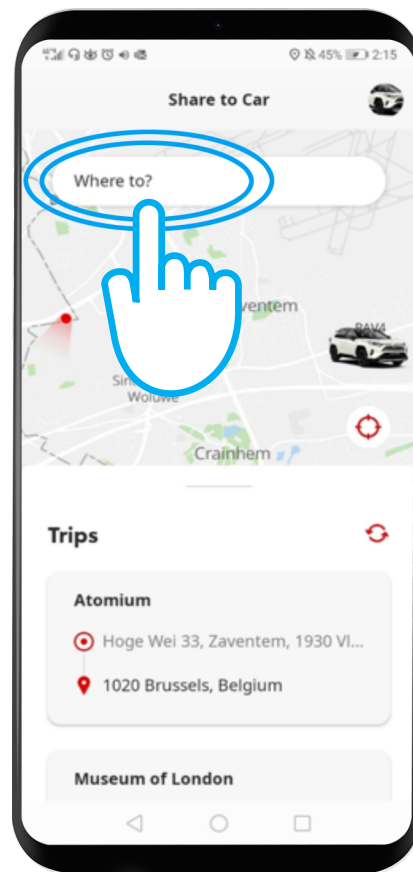 45% 2:15
Share to Car
Where to?
ventem
RAV4
Sin
Woluwe
Crainhem
Trips
Atomium
Hoge Wei 33, Zaventem, 1930 Vl...
1020 Brussels, Belgium
Museum of London